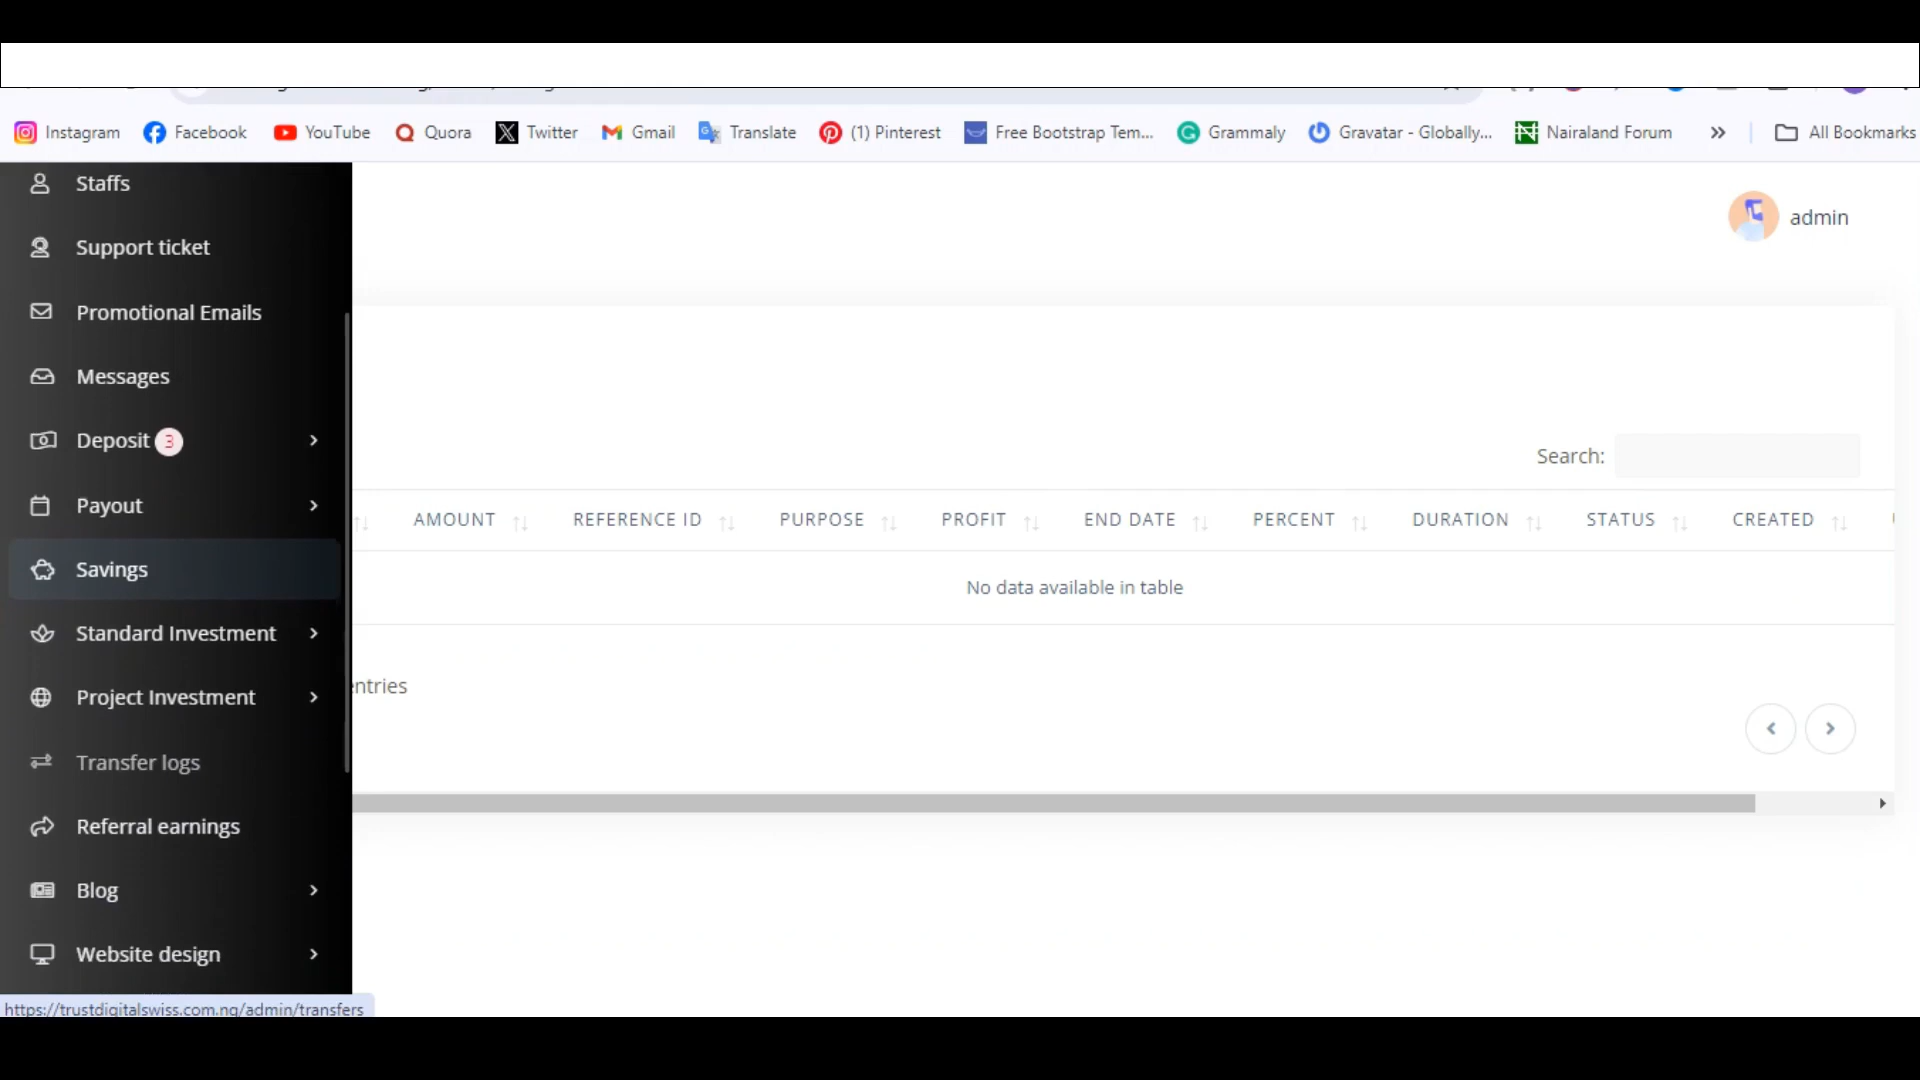 Instagram Facebook YouTube Quora Twitter Gmail Translate (1) Pinterest Free Bootstrap Tem... Grammaly Gravatar - Globally... Nairaland Forum » All Bookmarks
Staffs
admin
Support ticket
Promotional Emails
Messages
Deposit 3
Search:
Payout
AMOUNT REFERENCE ID PURPOSE PROFIT END DATE PERCENT DURATION STATUS CREATED
Savings
No data available in table
Standard Investment
Project Investment
entries
Transfer logs
Referral earnings
Blog
Website design
https://trustdigitalswiss.com.ng/admin/transfers